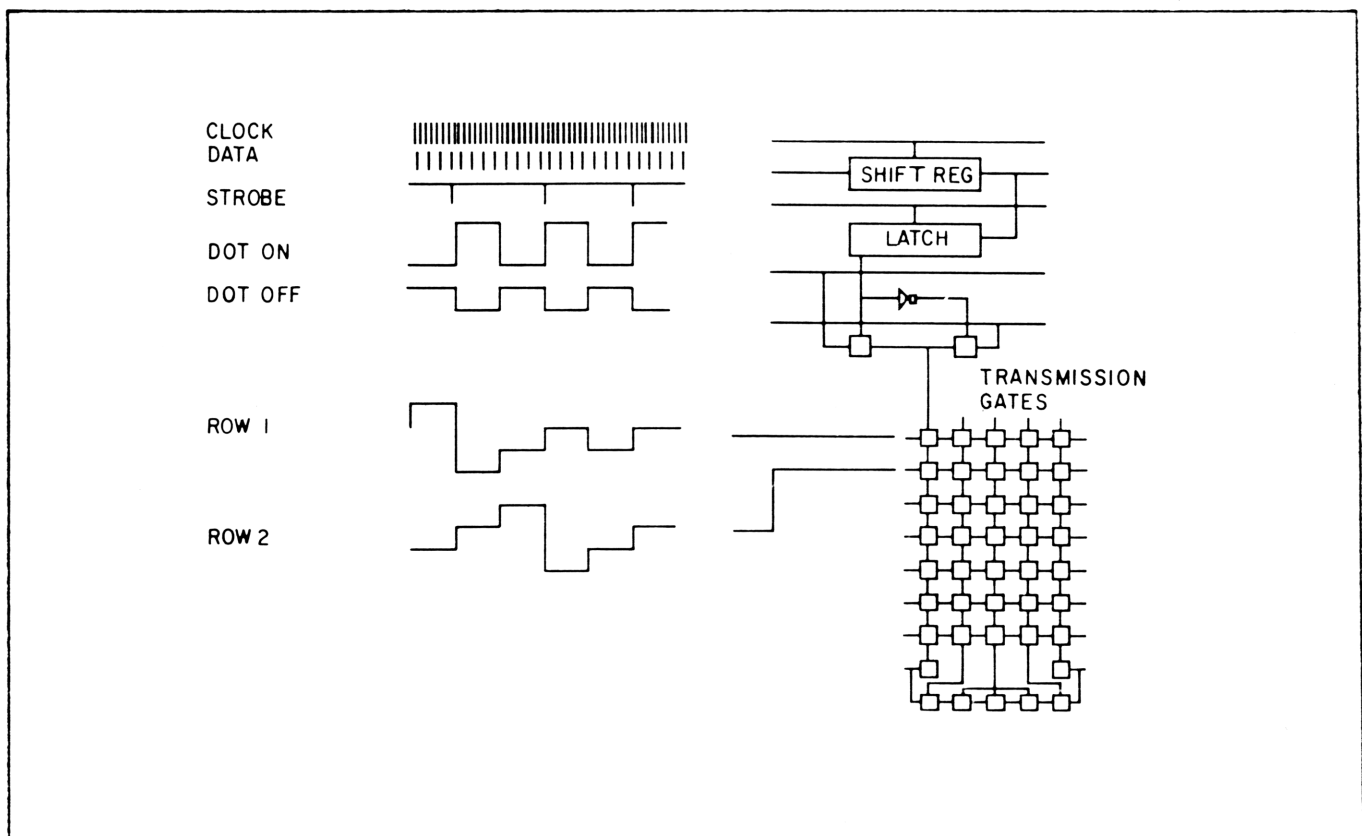 CLOCK
DATA
STROBE
DOT ON
DOT OFF
ROW 1
ROW 2
SHIFT REG
LATCH
TRANSMISSION
GATES